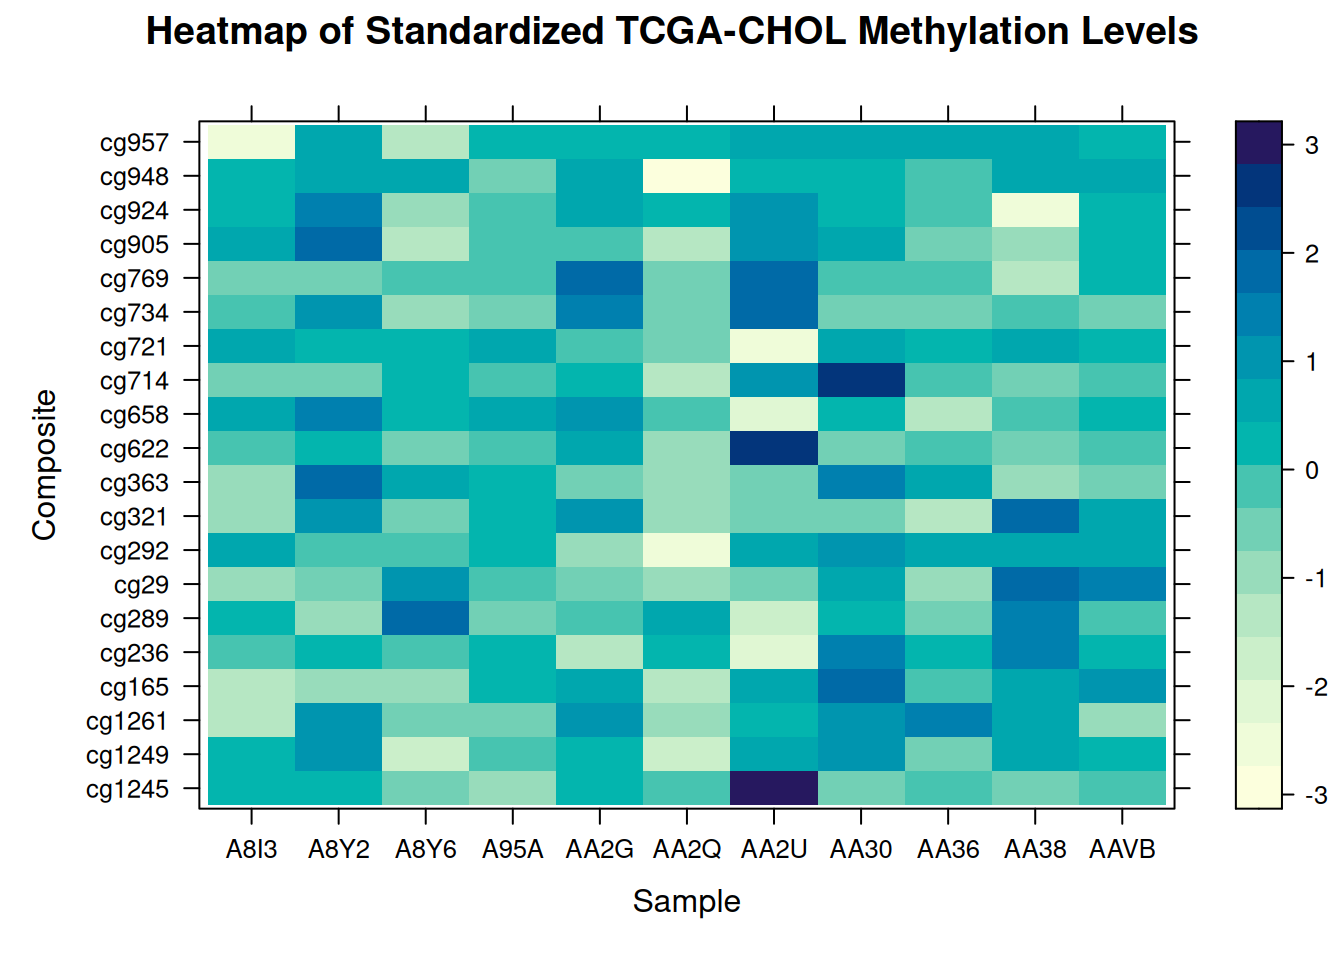 Heatmap of Standardized TCGA-CHOL Methylation Levels
cg957
cg948
cg924
cg905
cg769
cg734
cg721
cg714
cg658
cg622
cg363
cg321
cg292
cg29
cg289
cg236
cg165
cg1261
cg1249
cg1245
Composite
A8I3 A8Y2 A8Y6 A95A AA2G AA2Q AA2U AA30 AA36 AA38 AAVB
Sample
3
2
1
0
-1
-2
-3